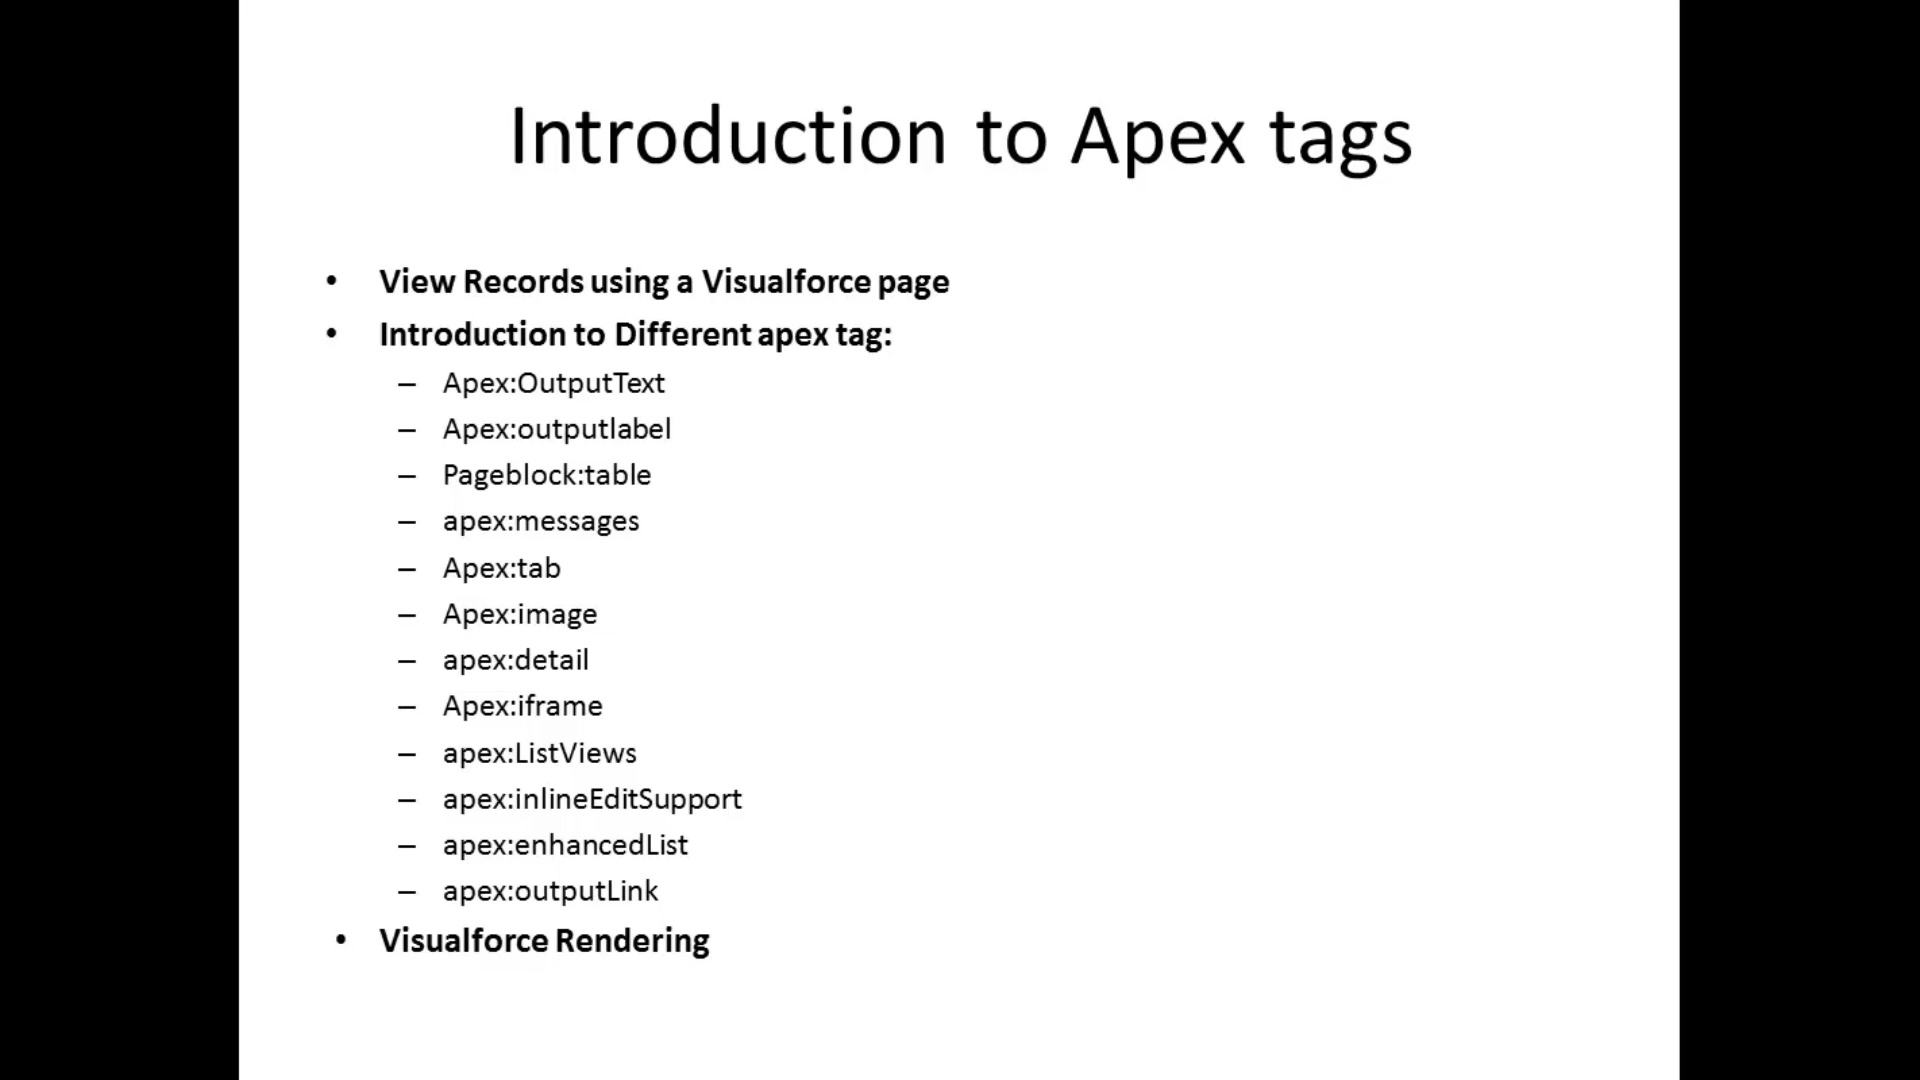 Introduction to Apex tags
• View Records using a Visualforce page
• Introduction to Different apex tag:
– Apex:OutputText
– Apex:outputlabel
– Pageblock:table
– apex:messages
– Apex:tab
– Apex:image
– apex:detail
– Apex:iframe
– apex:ListViews
– apex:inlineEditSupport
– apex:enhancedList
– apex:outputLink
• Visualforce Rendering